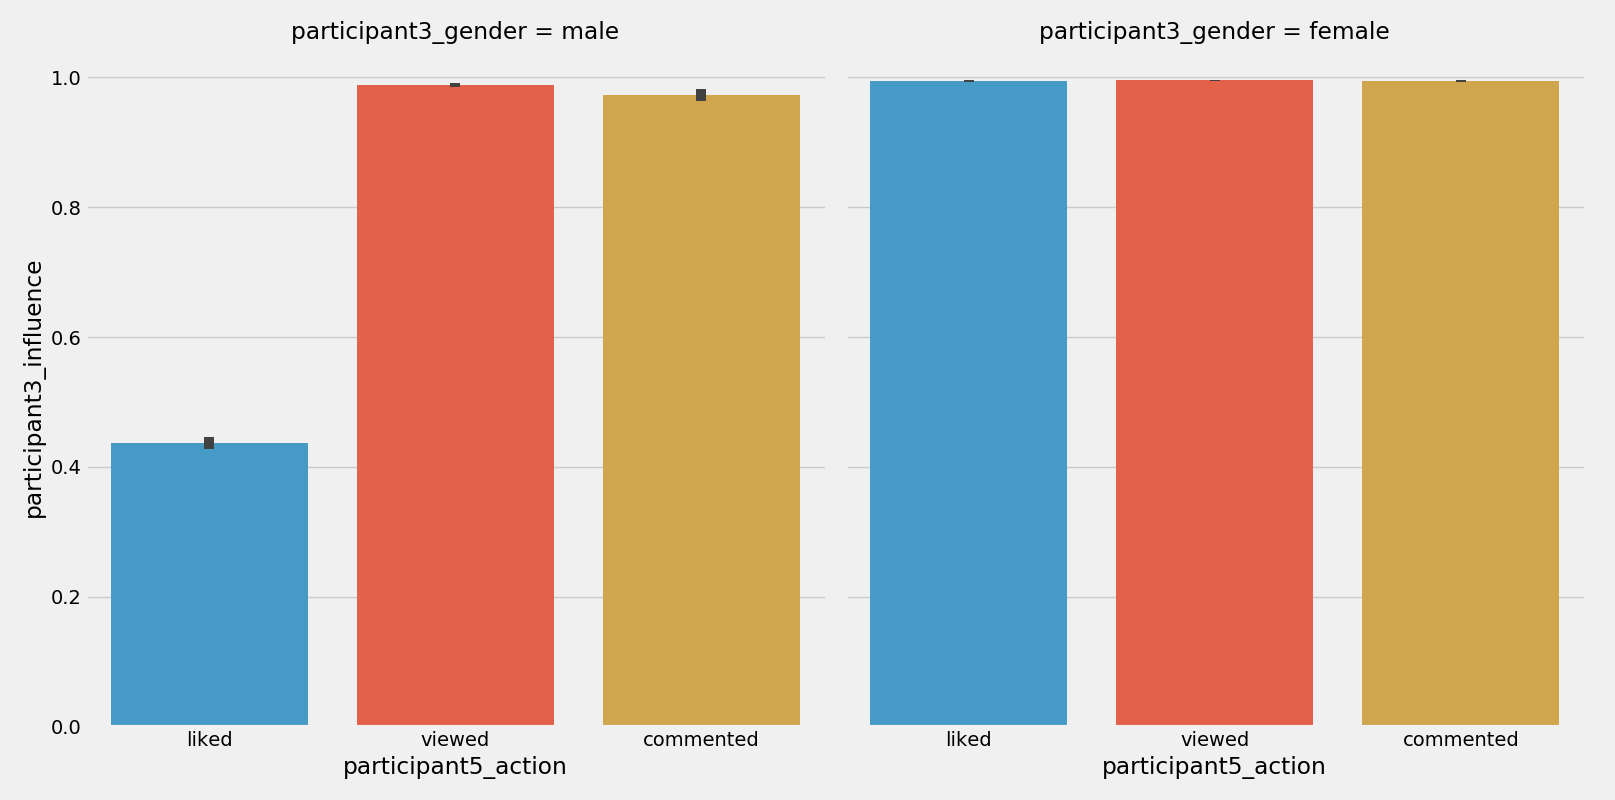 participant3_gender = male
participant3_gender = female
participant3_influence
1.0
0.8
0.6
0.4
0.2
0.0
liked viewed commented
liked viewed commented
participant5_action
participant5_action